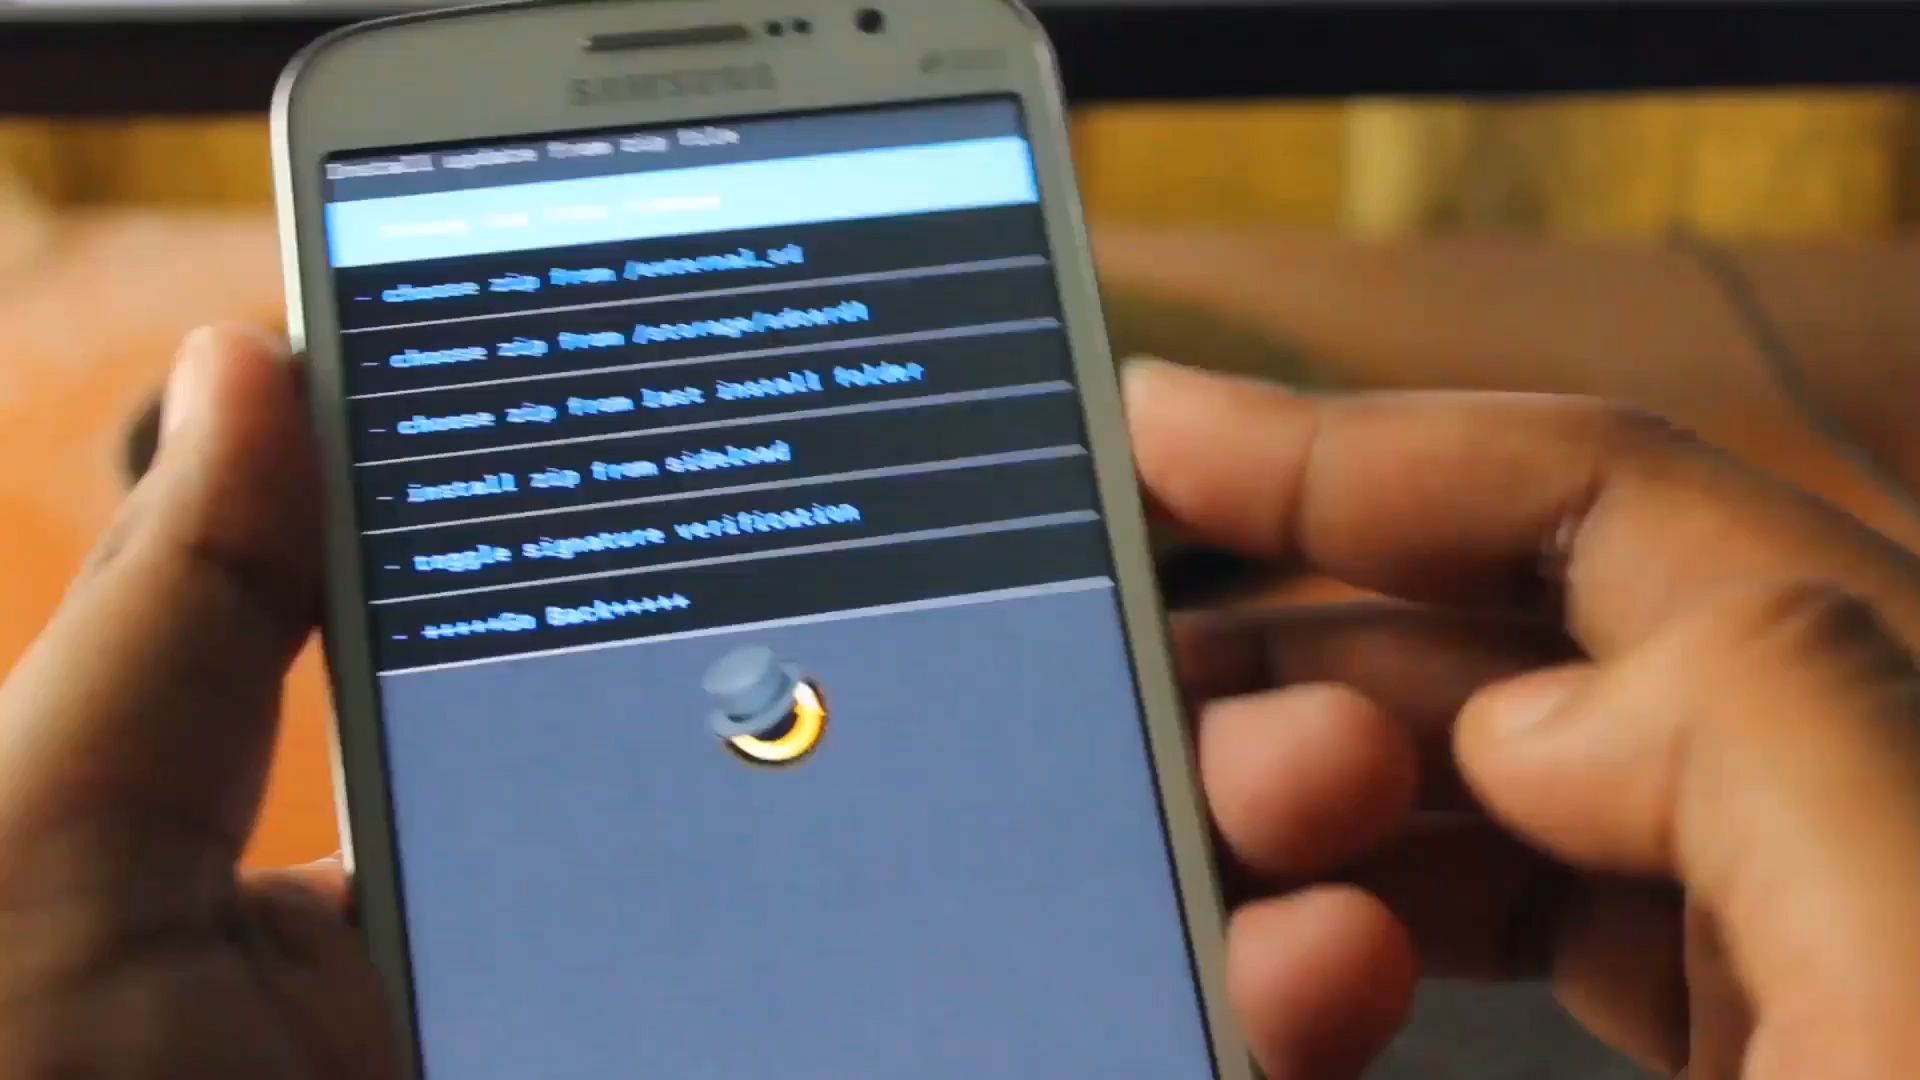 SAMSUNG
Install update from zip file
- choose zip from /external_sd
- choose zip from /storage/sdcard0
- choose zip from last install folder
- install zip from sideload
- toggle signature verification
- +++++Go Back+++++